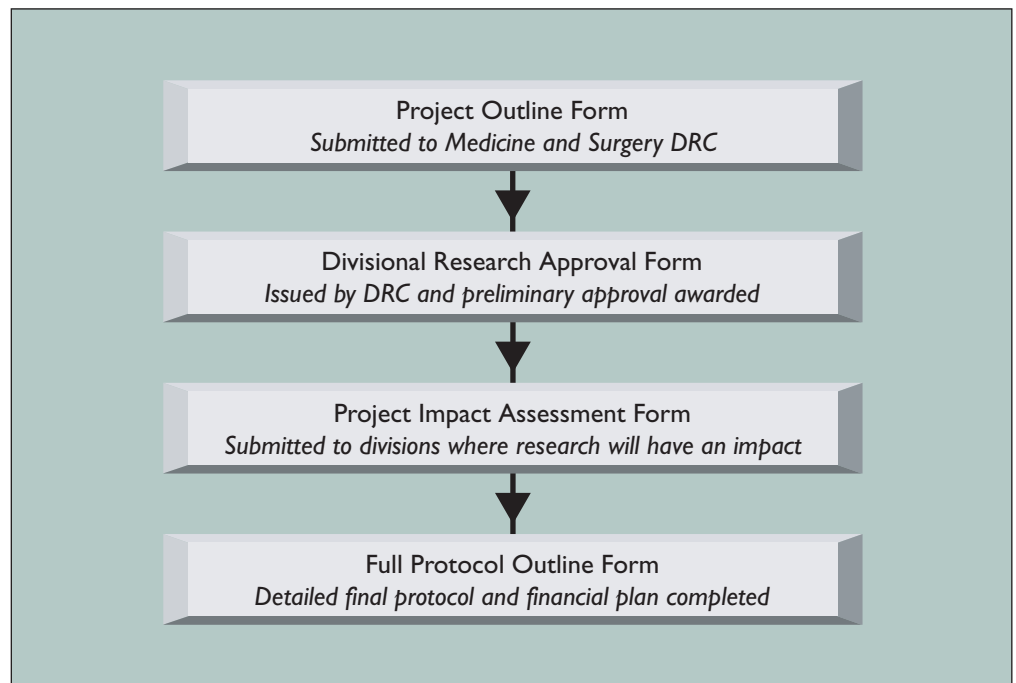 Project Outline Form
Submitted to Medicine and Surgery DRC
Divisional Research Approval Form
Issued by DRC and preliminary approval awarded
Project Impact Assessment Form
Submitted to divisions where research will have an impact
Full Protocol Outline Form
Detailed final protocol and financial plan completed